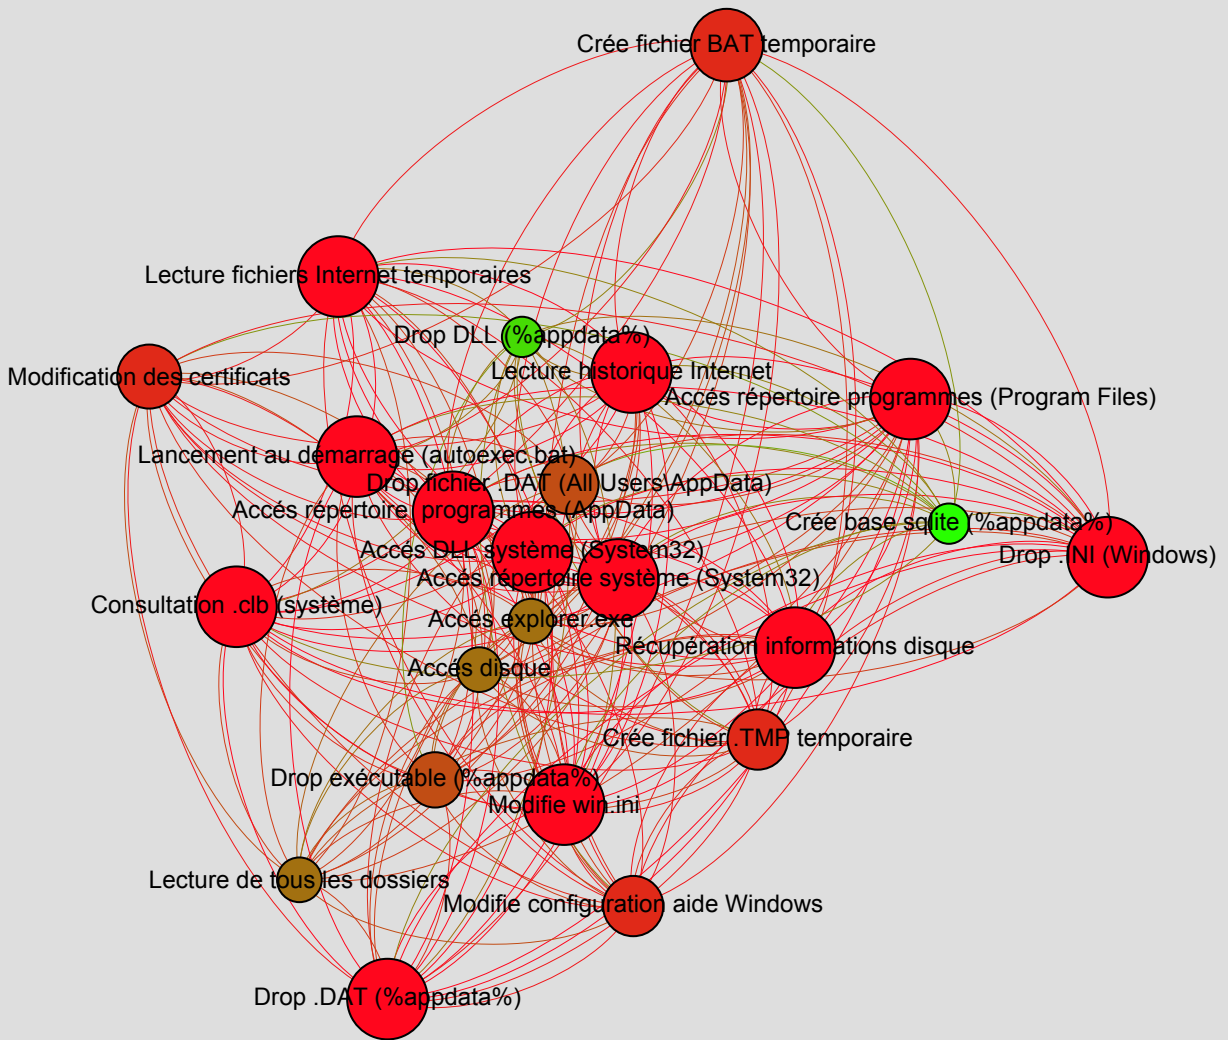 Crée fichier BAT temporaire
Lecture fichiers Internet temporaires
Drop DLL (%appdata%)
Lecture historique Internet
Modification des certificats
Accés répertoire programmes (Program Files)
Lancement au démarrage (autoexec.bat)
Drop fichier .DAT (All Users\AppData)
Accés répertoire  programmes (AppData)
Crée base sqlite (%appdata%)
Accés DLL système (System32)
Drop .INI (Windows)
Accés répertoire système (System32)
Consultation .clb (système)
Accés explorer.exe
Récupération informations disque
Accés disque
Crée fichier .TMP temporaire
Drop exécutable (%appdata%)
Modifie win.ini
Lecture de tous les dossiers
Modifie configuration aide Windows
Drop .DAT (%appdata%)